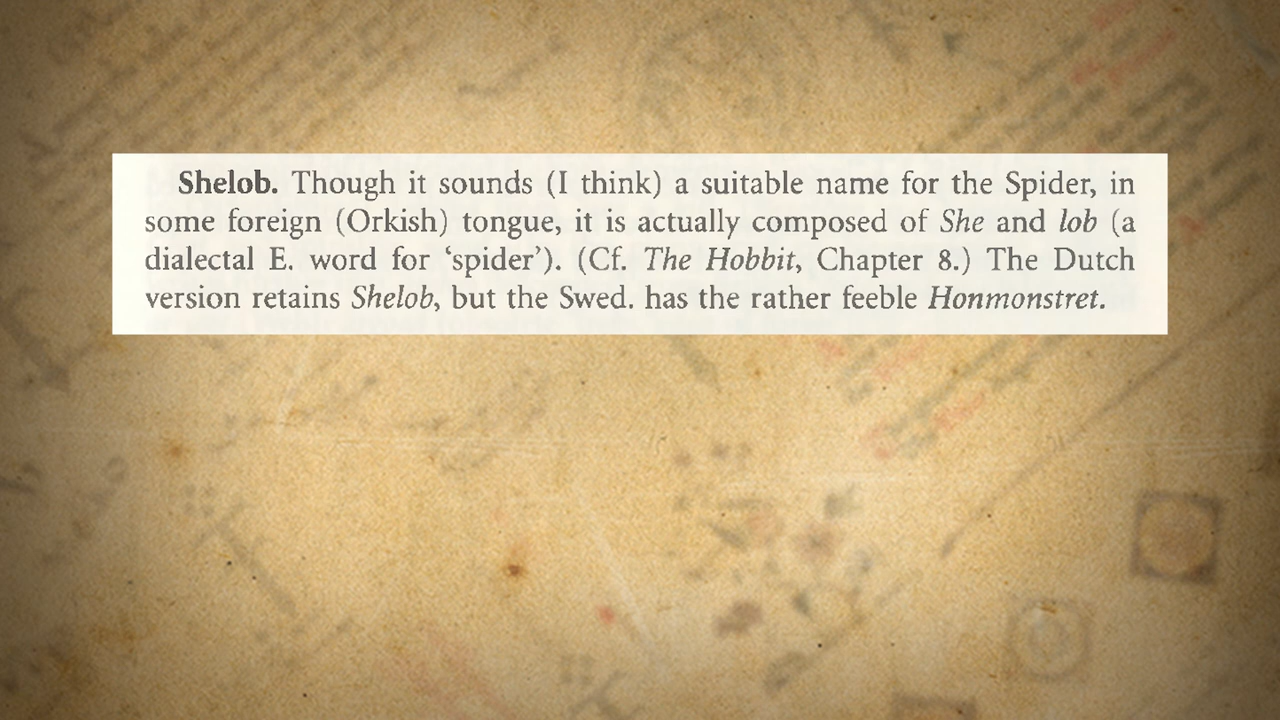 Shelob. Though it sounds (I think) a suitable name for the Spider, in
some foreign (Orkish) tongue, it is actually composed of She and lob (a
dialectal E. word for ‘spider’). (Cf. The Hobbit, Chapter 8.) The Dutch
version retains Shelob, but the Swed. has the rather feeble Honmonstret.